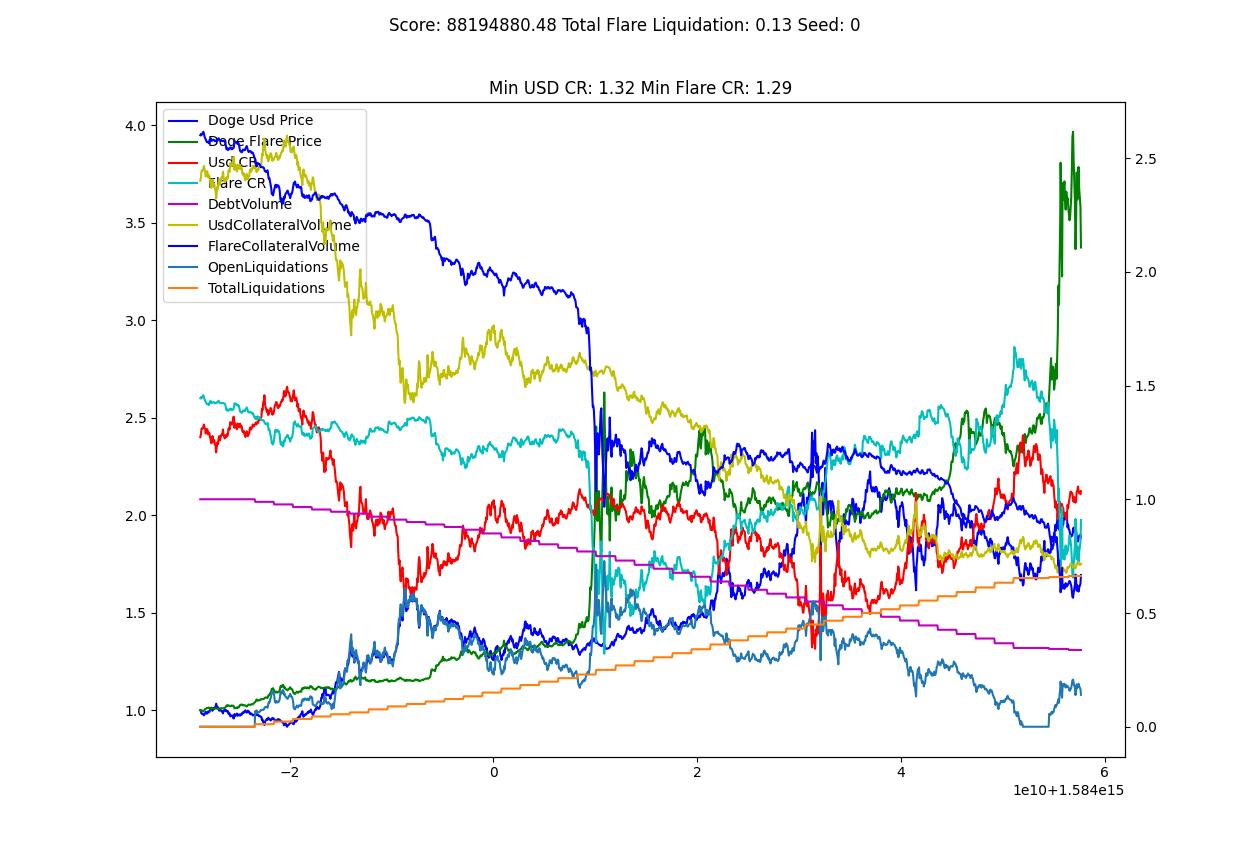 Score: 88194880.48 Total Flare Liquidation: 0.13 Seed: 0
Min USD CR: 1.32 Min Flare CR: 1.29
Doge Usd Price
Doge Flare Price
Usd CR
Flare CR
DebtVolume
UsdCollateralVolume
FlareCollateralVolume
OpenLiquidations
TotalLiquidations
4.0
3.5
3.0
2.5
2.0
1.5
1.0
2.5
2.0
1.5
1.0
0.5
0.0
−2
0
2
4
6
1e10+1.584e15